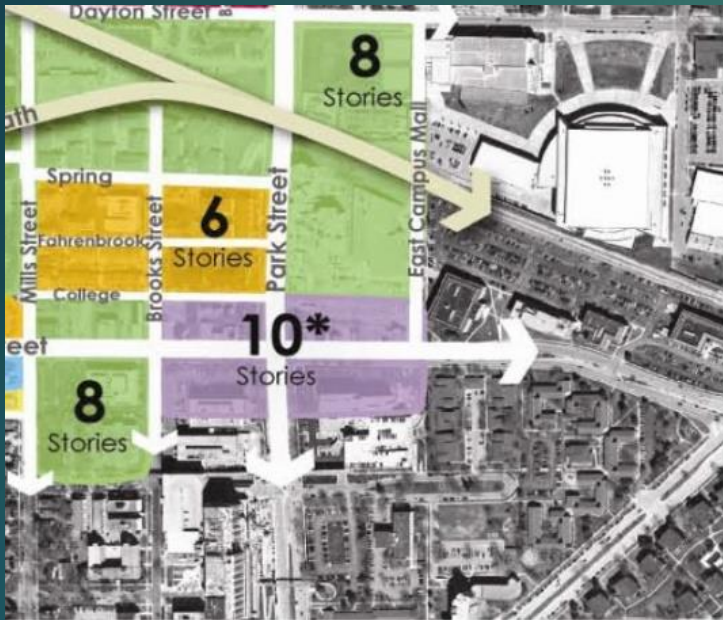 Dayton Street
8
Stories
ath
Spring
Mills Street
Brooks Street
6
Stories
Park Street
East Campus Mall
Fahrenbrook
College
eet
10*
Stories
8
Stories